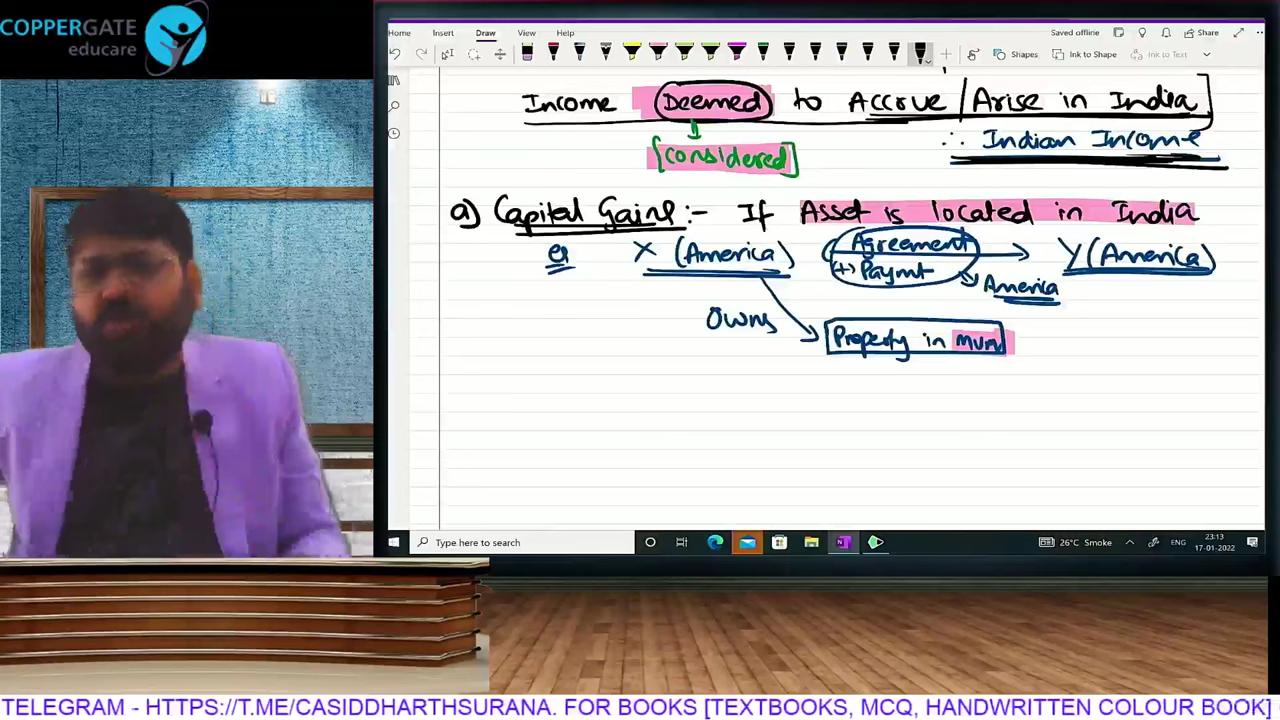 COPPERGATE
educare
Home Insert Draw View Help
Saved offline Share
Shapes Ink to Shape Ink to Text
Income Deemed to Accrue / Arise in India
[considered]
∴ Indian Income
a) Capital Gains :- If Asset is located in India
eg X (America) Agreement (+) Paymt Y (America)
America
Owns
Property in mum
Type here to search
26°C Smoke ENG 23:13 17-01-2022
TELEGRAM - HTTPS://T.ME/CASIDDHARTHSURANA. FOR BOOKS [TEXTBOOKS, MCQ, HANDWRITTEN COLOUR BOOK]